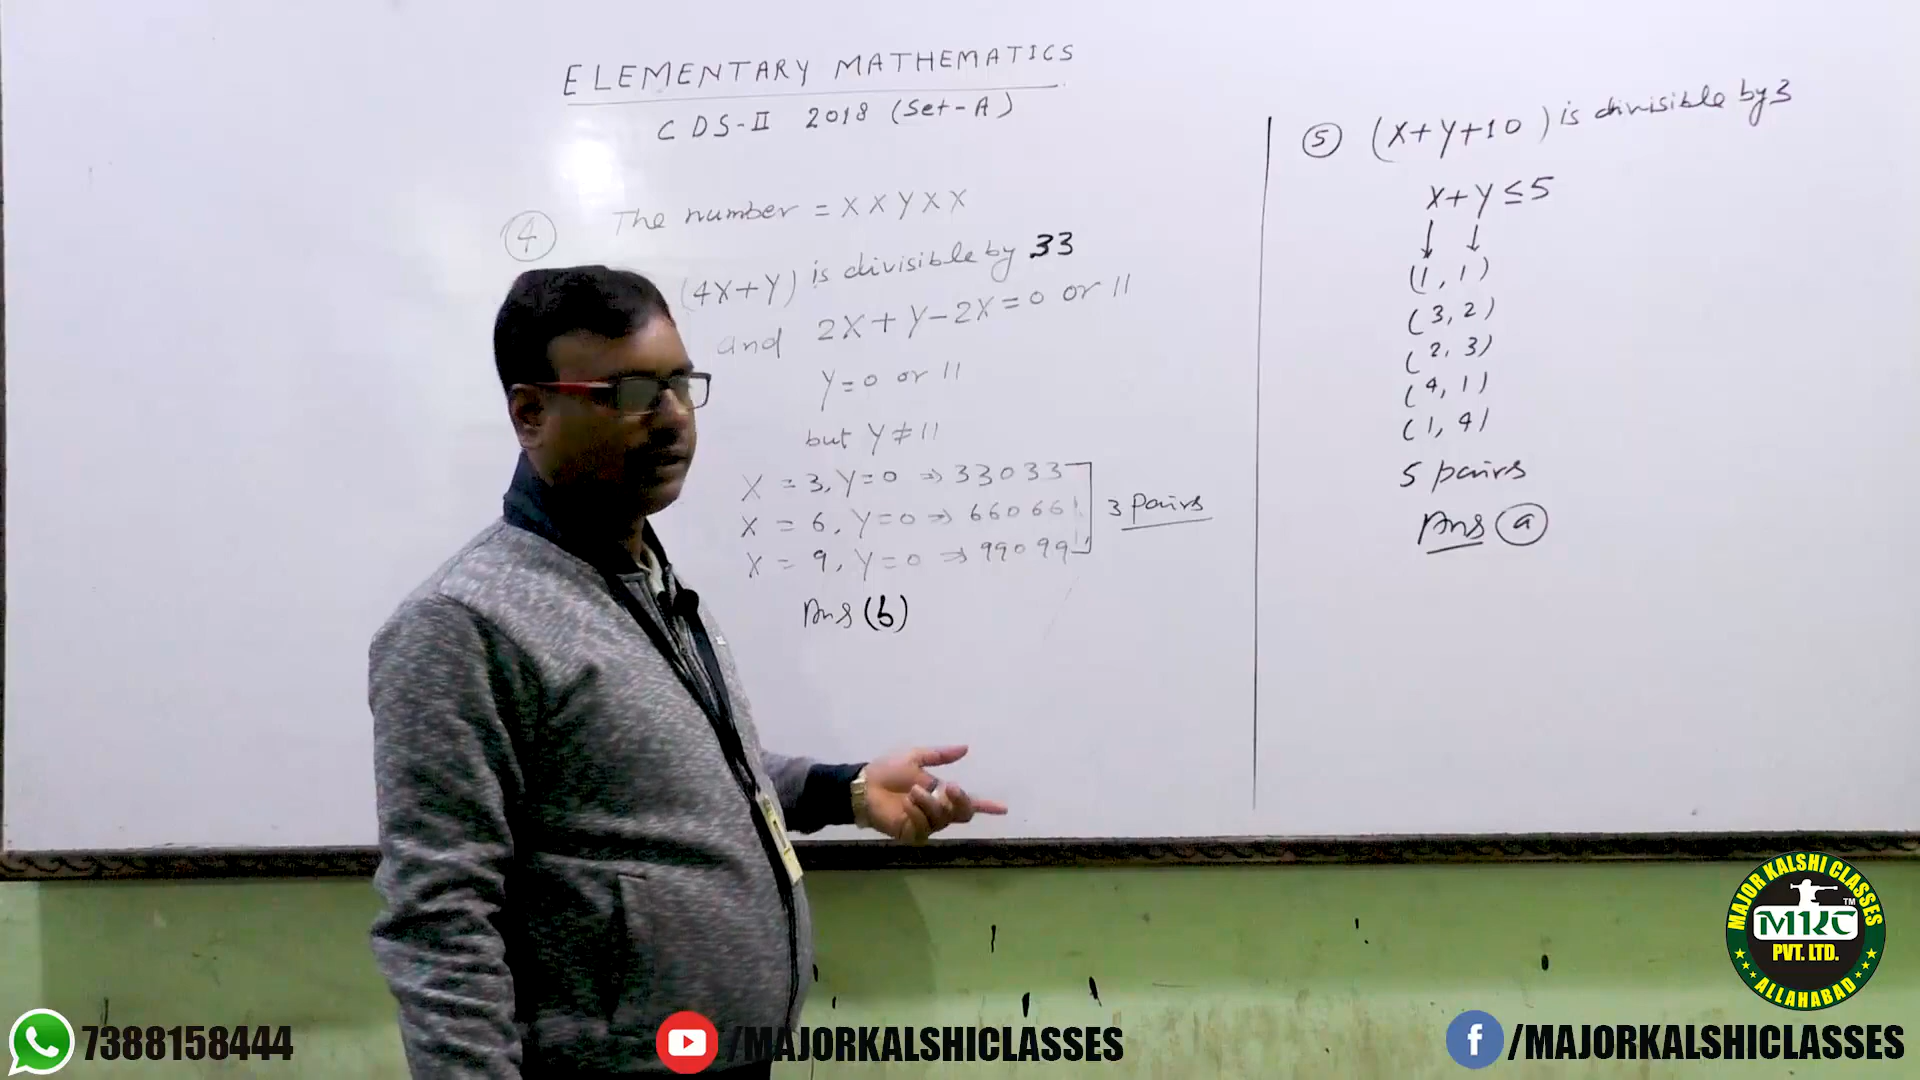 ELEMENTARY MATHEMATICS
CDS-II 2018 (Set-A)
4 The number = XXYXX
(4X+Y) is divisible by 33
and 2X+Y-2X=0 or 11
Y=0 or 11
but Y≠11
X = 3, Y=0 ⇒ 33033
X = 6, Y=0 ⇒ 66066
X = 9, Y=0 ⇒ 99099
3 pairs
Ans (b)
5 (X+Y+10) is divisible by 3
X+Y≤5
↓ ↓
(1, 1)
(3, 2)
(2, 3)
(4, 1)
(1, 4)
5 pairs
Ans a
MAJOR KALSHI CLASSES
MKC TM
PVT. LTD.
ALLAHABAD
7388158444
/MAJORKALSHICLASSES
/MAJORKALSHICLASSES